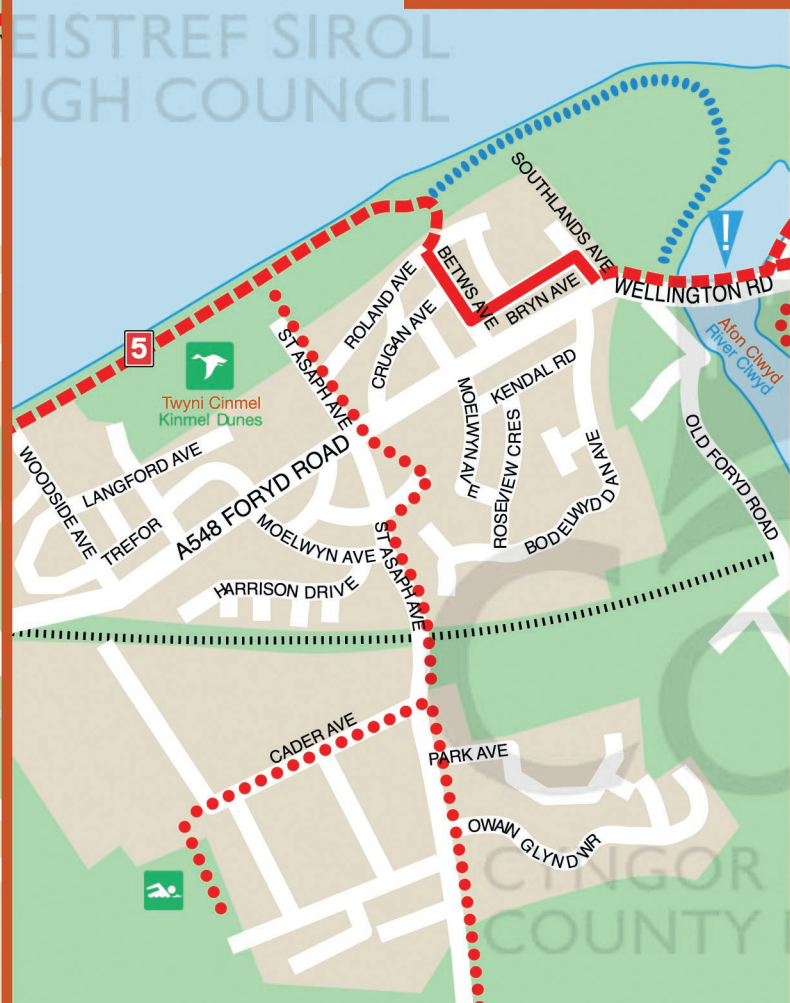 EISTREF SIROL
UGH COUNCIL
SOUTHLANDS AVE
BETWS AVE
ROLAND AVE
BRYN AVE
WELLINGTON RD
!
CRUGAN AVE
Afon Clwyd
River Clwyd
5
Twyni Cinmel
Kinmel Dunes
ST ASAPH AVE
KENDAL RD
MOELWYN AVE
ROSEVIEW CRES
OLD FORYD ROAD
WOODSIDE AVE
LANGFORD AVE
A548 FORYD ROAD
TREFOR
BODELWYDDAN AVE
MOELWYN AVE
ST ASAPH AVE
HARRISON DRIVE
CADER AVE
PARK AVE
OWAIN GLYNDWR
CYNGOR
COUNTY